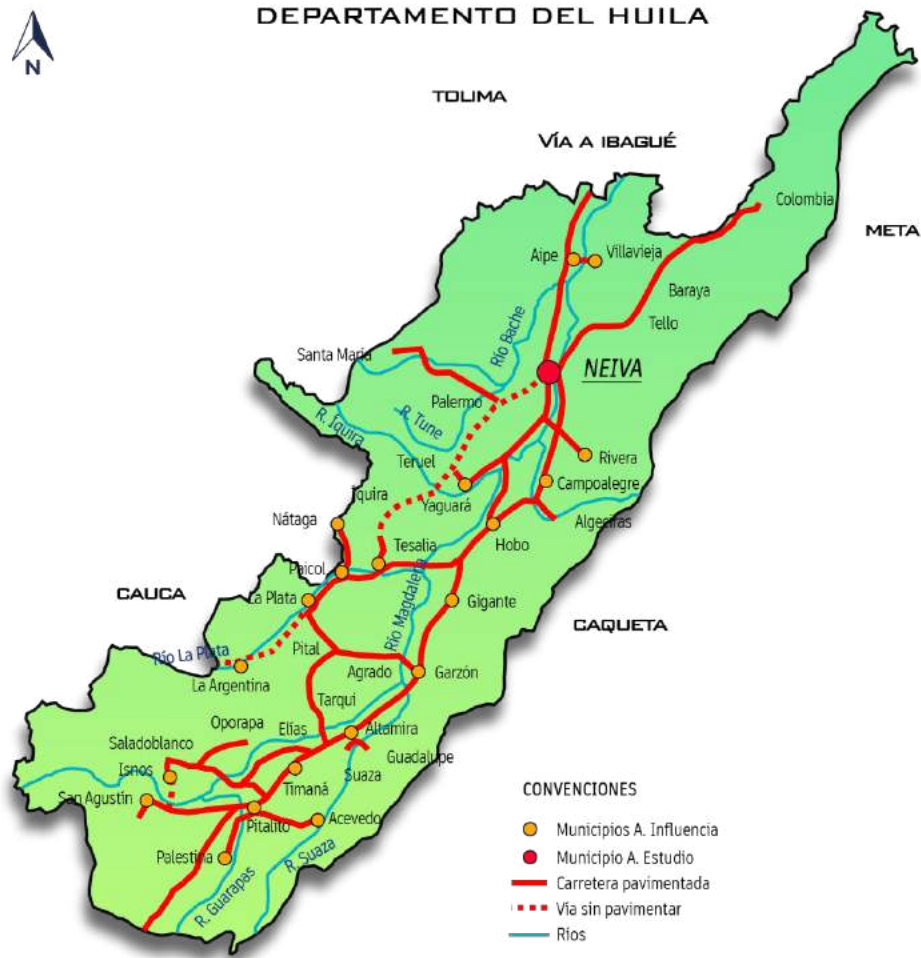 DEPARTAMENTO DEL HUILA
N
TOLIMA
VÍA A IBAGUÉ
Colombia
META
Aipe
Villavieja
Baraya
Tello
Río Bache
Santa María
NEIVA
Palermo
R. Tune
R. Íquira
Teruel
Rivera
Íquira
Yaguará
Campoalegre
Nátaga
Algeciras
Hobo
Tesalia
Paicol
CAUCA
La Plata
Río Magdalena
Gigante
CAQUETA
Río La Plata
Pital
La Argentina
Agrado
Garzón
Tarqui
Oporapa
Elías
Altamira
Saladoblanco
Guadalupe
Isnos
Suaza
Timaná
San Agustín
Pitalito
Acevedo
Palestina
R. Suaza
R. Guarapas
CONVENCIONES
Municipios A. Influencia
Municipio A. Estudio
Carretera pavimentada
Vía sin pavimentar
Ríos